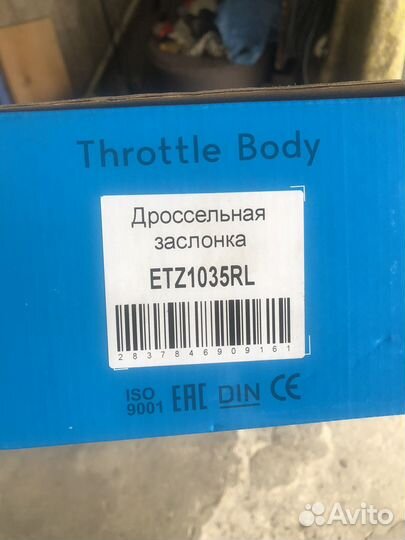 Throttle Body
Дроссельная
заслонка
ETZ1035RL
2837846909161
ISO
9001 EAC DIN CE
Avito